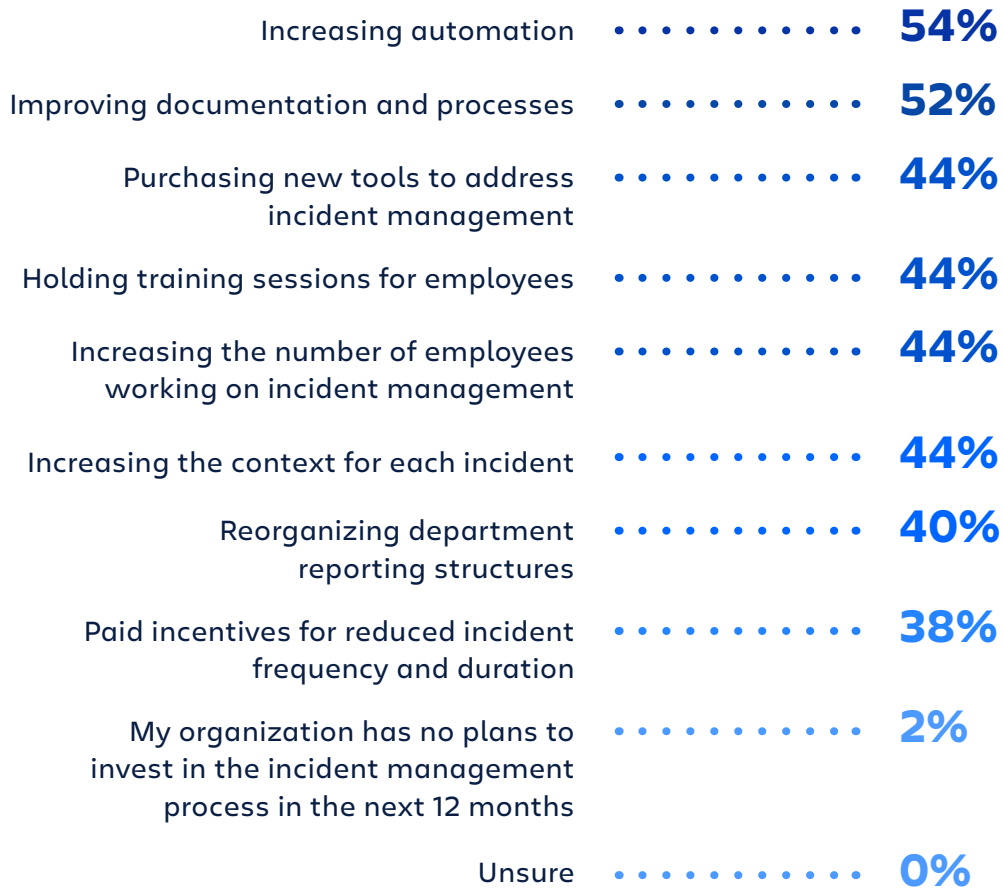 Increasing automation 54%
Improving documentation and processes 52%
Purchasing new tools to address 44%
incident management
Holding training sessions for employees 44%
Increasing the number of employees 44%
working on incident management
Increasing the context for each incident 44%
Reorganizing department 40%
reporting structures
Paid incentives for reduced incident 38%
frequency and duration
My organization has no plans to 2%
invest in the incident management
process in the next 12 months
Unsure 0%